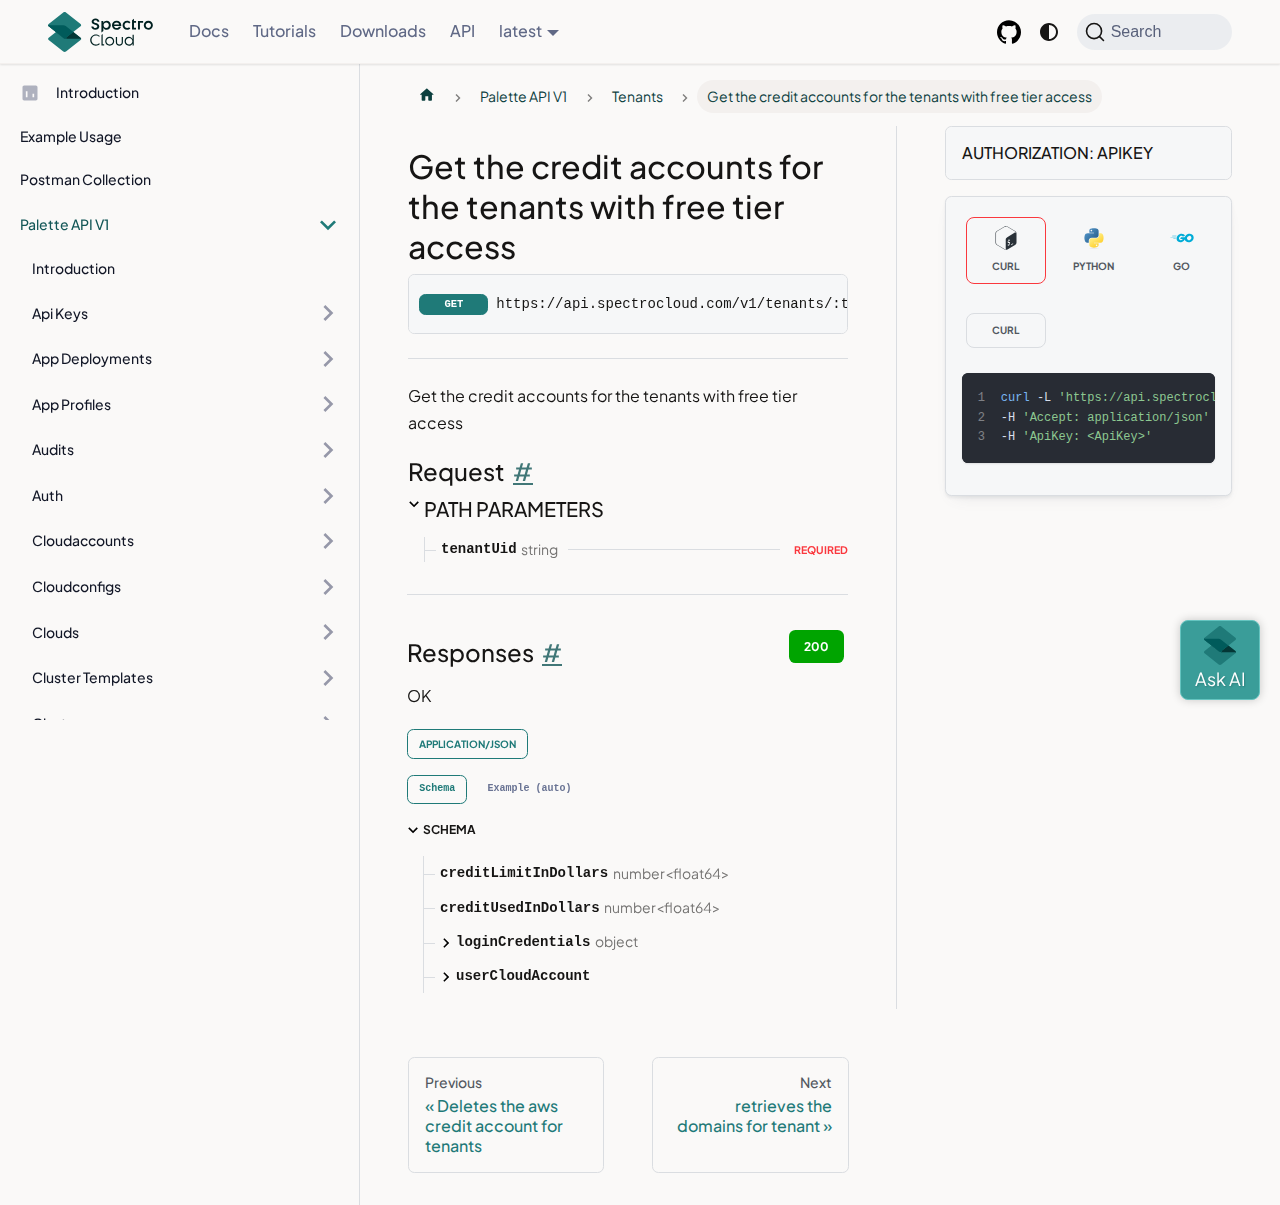 Spectro
Cloud
Docs
Tutorials
Downloads
API
latest
Search
Introduction
Example Usage
Postman Collection
Palette API V1
Introduction
Api Keys
App Deployments
App Profiles
Audits
Auth
Cloudaccounts
Cloudconfigs
Clouds
Cluster Templates
Palette API V1
Tenants
Get the credit accounts for the tenants with free tier access
Get the credit accounts for
the tenants with free tier
access
GET https://api.spectrocloud.com/v1/tenants/:t
Get the credit accounts for the tenants with free tier
access
Request #
PATH PARAMETERS
tenantUid string REQUIRED
Responses #
200
OK
APPLICATION/JSON
Schema
Example (auto)
SCHEMA
creditLimitInDollars number<float64>
creditUsedInDollars number<float64>
loginCredentials object
userCloudAccount
Previous
« Deletes the aws
credit account for
tenants
Next
retrieves the
domains for tenant »
AUTHORIZATION: APIKEY
CURL
PYTHON
GO
CURL
1 curl -L 'https://api.spectrocl
2 -H 'Accept: application/json'
3 -H 'ApiKey: <ApiKey>'
Ask AI